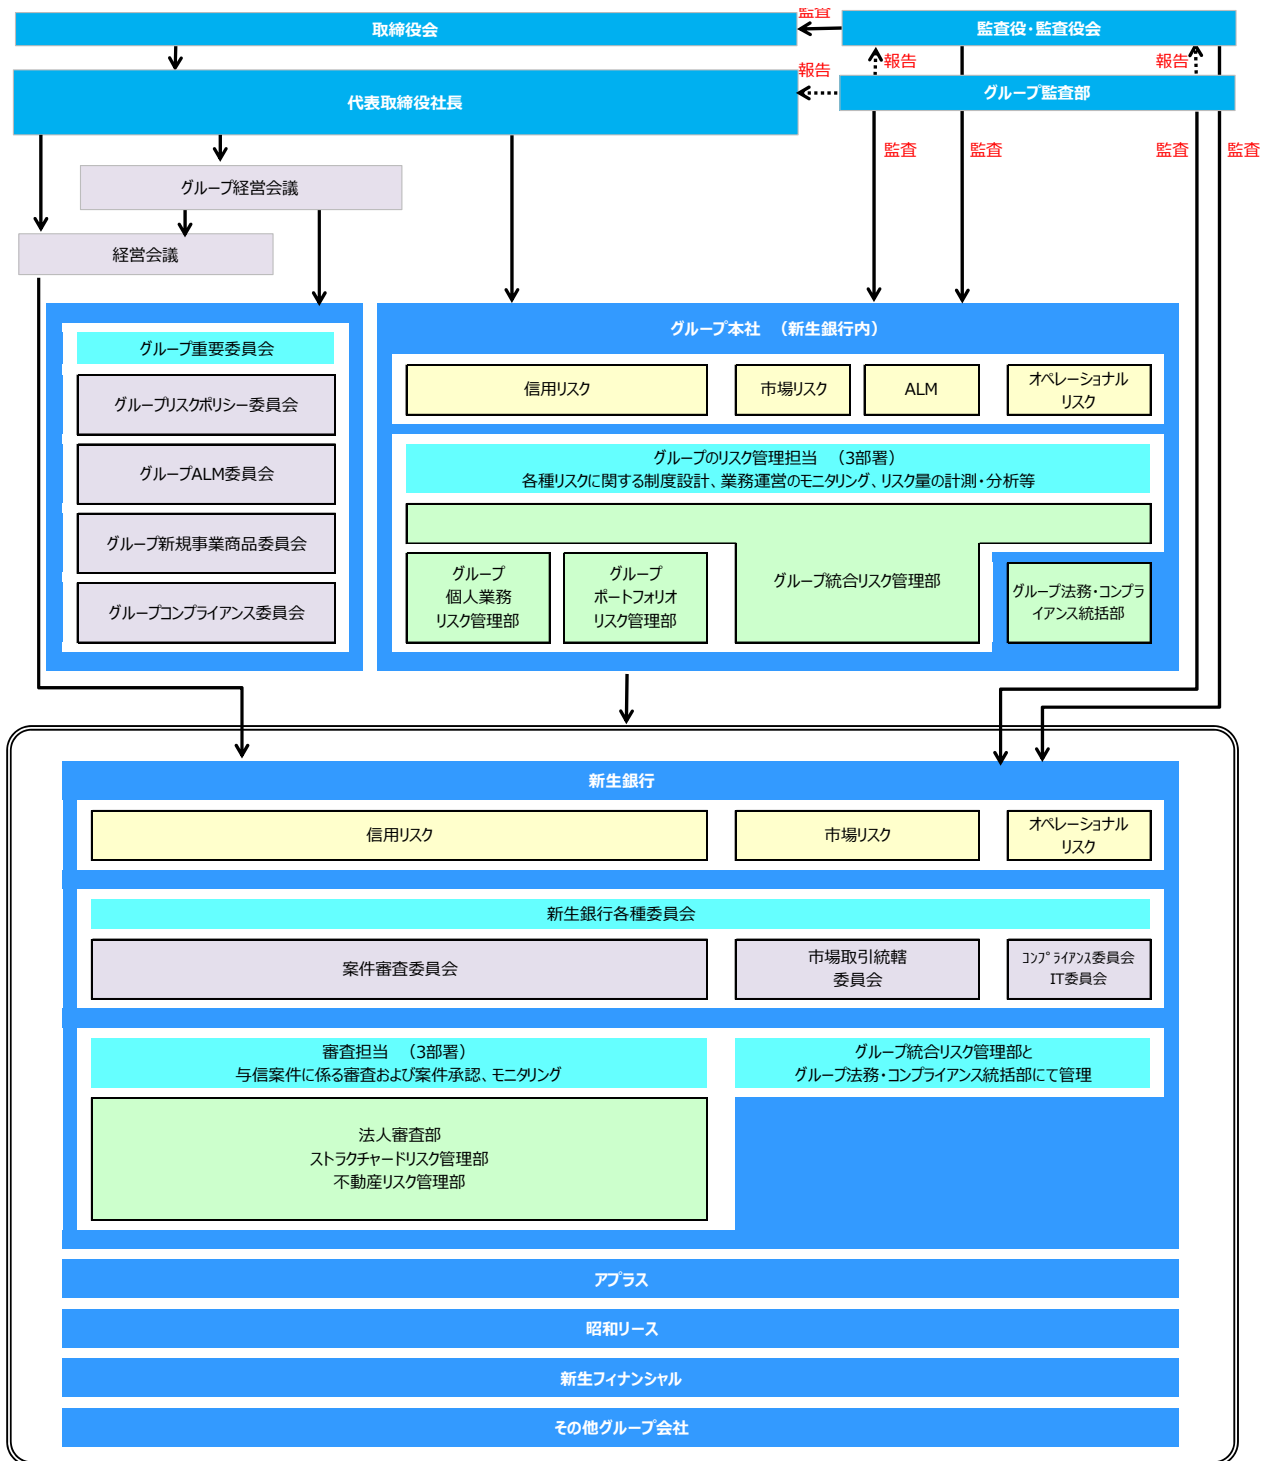 取締役会
監査
監査役・監査役会
報告
報告
報告
代表取締役社長
グループ監査部
監査
監査
監査
監査
グループ経営会議
経営会議
グループ重要委員会
グループリスクポリシー委員会
グループALM委員会
グループ新規事業商品委員会
グループコンプライアンス委員会
グループ本社 （新生銀行内）
信用リスク
市場リスク
ALM
オペレーショナル
リスク
グループのリスク管理担当 （3部署）
各種リスクに関する制度設計、業務運営のモニタリング、リスク量の計測・分析等
グループ
個人業務
リスク管理部
グループ
ポートフォリオ
リスク管理部
グループ統合リスク管理部
グループ法務・コンプラ
イアンス統括部
新生銀行
信用リスク
市場リスク
オペレーショナル
リスク
新生銀行各種委員会
案件審査委員会
市場取引統轄
委員会
ｺﾝﾌﾟﾗｲｱﾝｽ委員会
IT委員会
審査担当 （3部署）
与信案件に係る審査および案件承認、モニタリング
グループ統合リスク管理部と
グループ法務・コンプライアンス統括部にて管理
法人審査部
ストラクチャードリスク管理部
不動産リスク管理部
アプラス
昭和リース
新生フィナンシャル
その他グループ会社